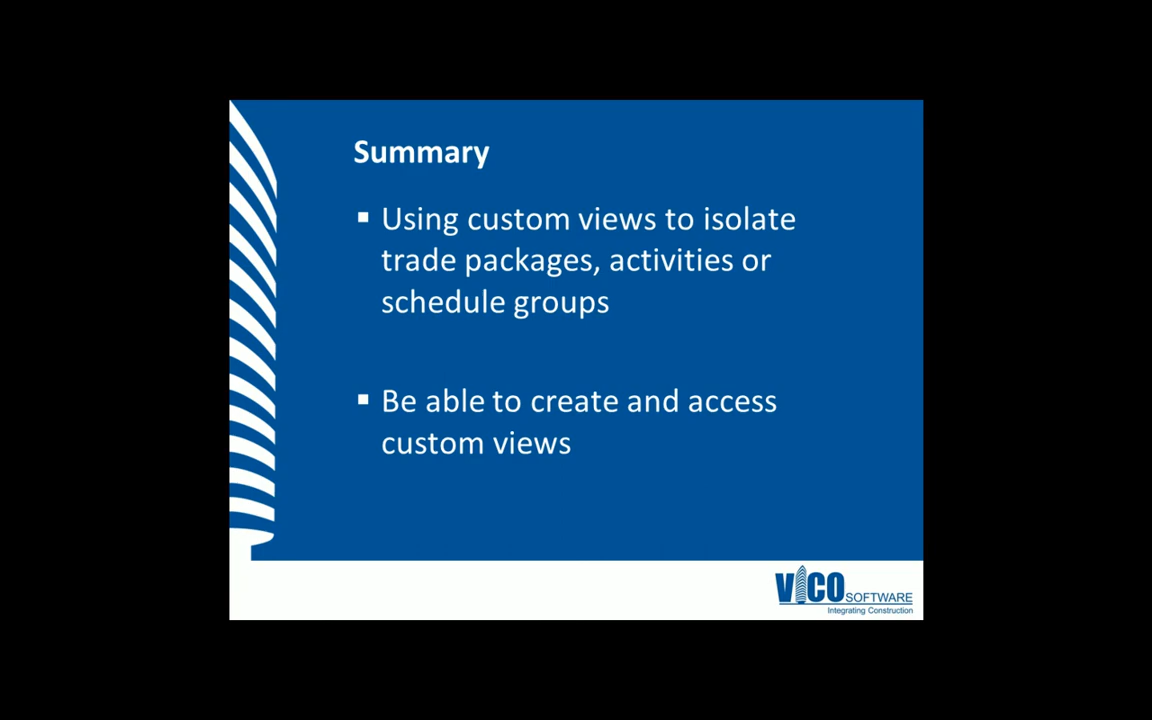 Summary
▪ Using custom views to isolate
trade packages, activities or
schedule groups
▪ Be able to create and access
custom views
VICO SOFTWARE
Integrating Construction